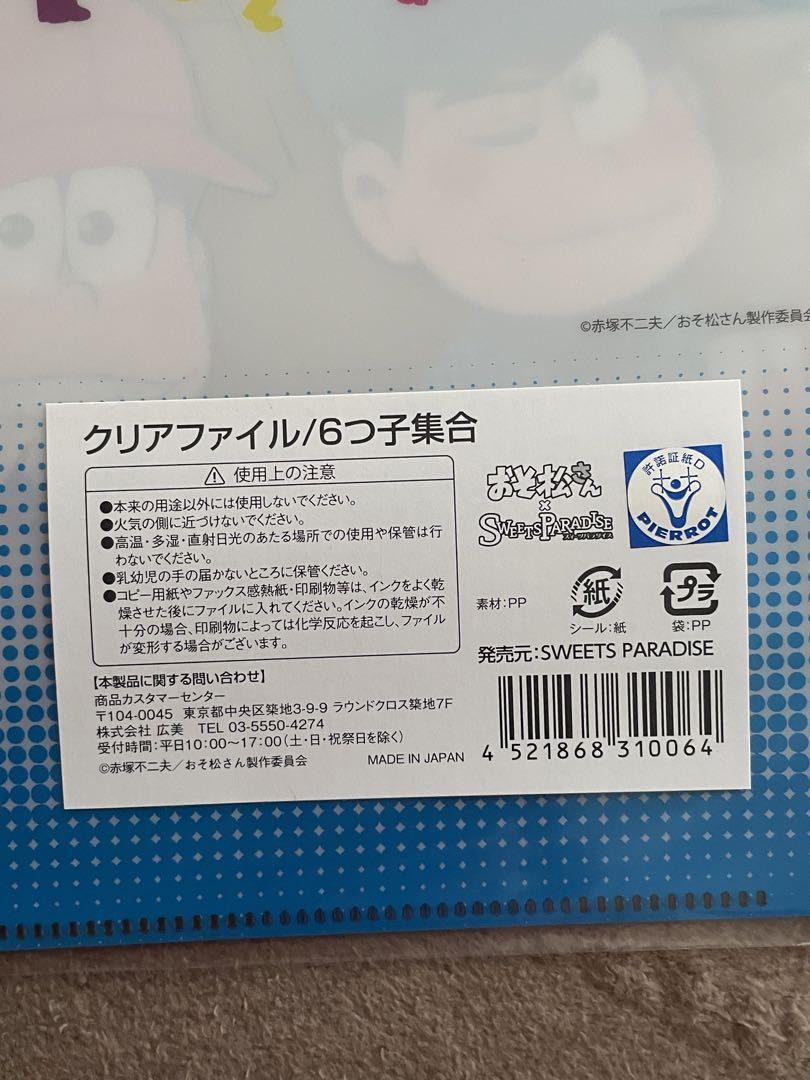 ©赤塚不二夫／おそ松さん製作委員会
クリアファイル/6つ子集合
使用上の注意
●本来の用途以外には使用しないでください。
●火気の側に近づけないでください。
●高温・多湿・直射日光のあたる場所での使用や保管は行
わないでください。
●乳幼児の手の届かないところに保管ください。
●コピー用紙やファックス感熱紙・印刷物等は、インクをよく乾
燥させた後にファイルに入れてください。インクの乾燥が不
十分の場合、印刷物によっては化学反応を起こし、ファイル
が変形する場合がございます。
【本製品に関する問い合わせ】
商品カスタマーセンター
〒104-0045 東京都中央区築地3-9-9 ラウンドクロス築地7F
株式会社 広美 TEL 03-5550-4274
受付時間:平日10:00〜17:00(土・日・祝祭日を除く)
©赤塚不二夫／おそ松さん製作委員会
MADE IN JAPAN
おそ松さん
×
SWEETS PARADISE
スイーツパラダイス
許諾証紙D
PIERROT
素材:PP
紙
シール:紙
プラ
袋:PP
発売元:SWEETS PARADISE
4 521868 310064